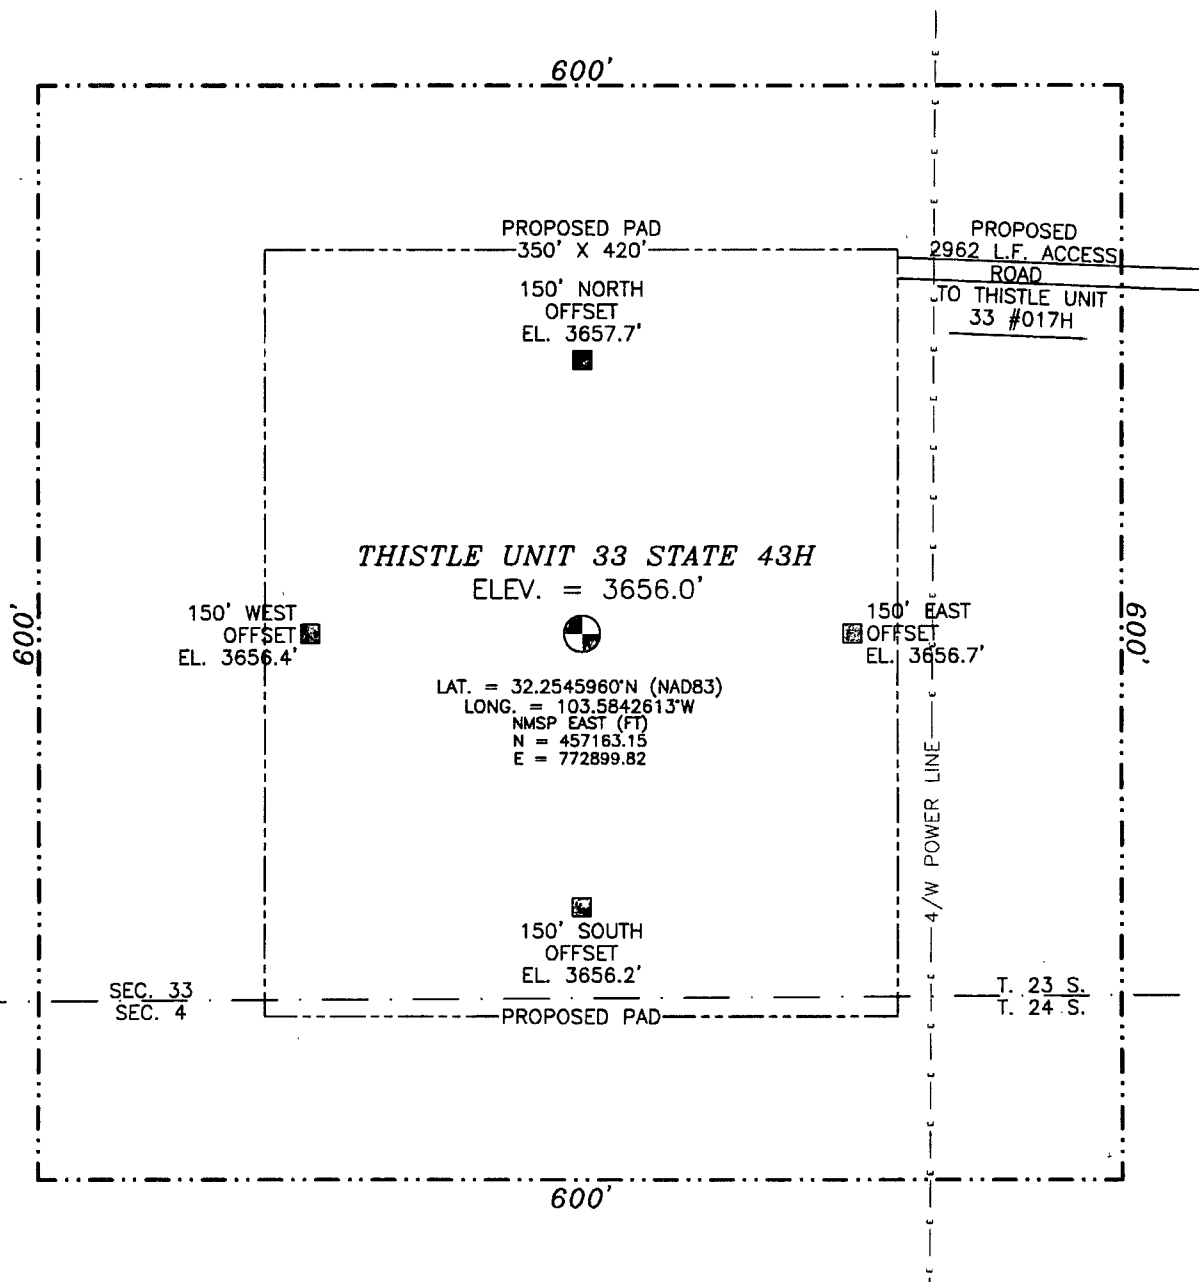 600'
PROPOSED PAD
350' X 420'
PROPOSED
2962 L.F. ACCESS
ROAD
TO THISTLE UNIT
33 #017H
150' NORTH
OFFSET
EL. 3657.7'
THISTLE UNIT 33 STATE 43H
ELEV. = 3656.0'
600'
150' WEST
OFFSET
EL. 3656.4'
150' EAST
OFFSET
EL. 3656.7'
600'
LAT. = 32.2545960°N (NAD83)
LONG. = 103.5842613°W
NMSP EAST (FT)
N = 457163.15
E = 772899.82
4/W POWER LINE
150' SOUTH
OFFSET
EL. 3656.2'
SEC. 33
SEC. 4
T. 23 S.
T. 24 S.
PROPOSED PAD
600'